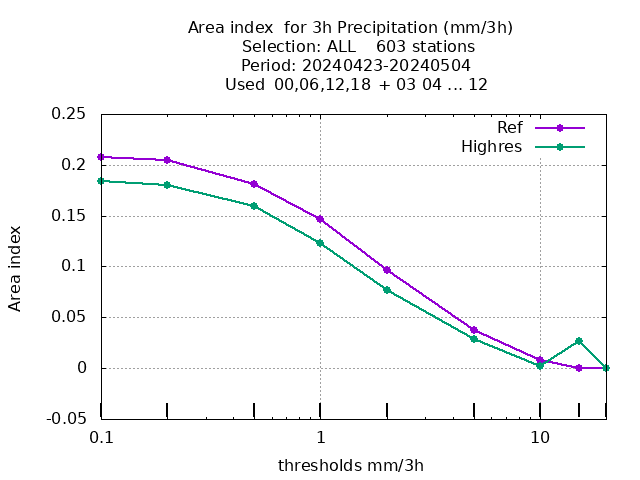 Area index  for 3h Precipitation (mm/3h)
Selection: ALL    603 stations
Period: 20240423-20240504
Used  00,06,12,18  + 03 04 ... 12
Ref
Highres
0.25
0.2
0.15
0.1
0.05
0
-0.05
Area index
0.1
1
10
thresholds mm/3h